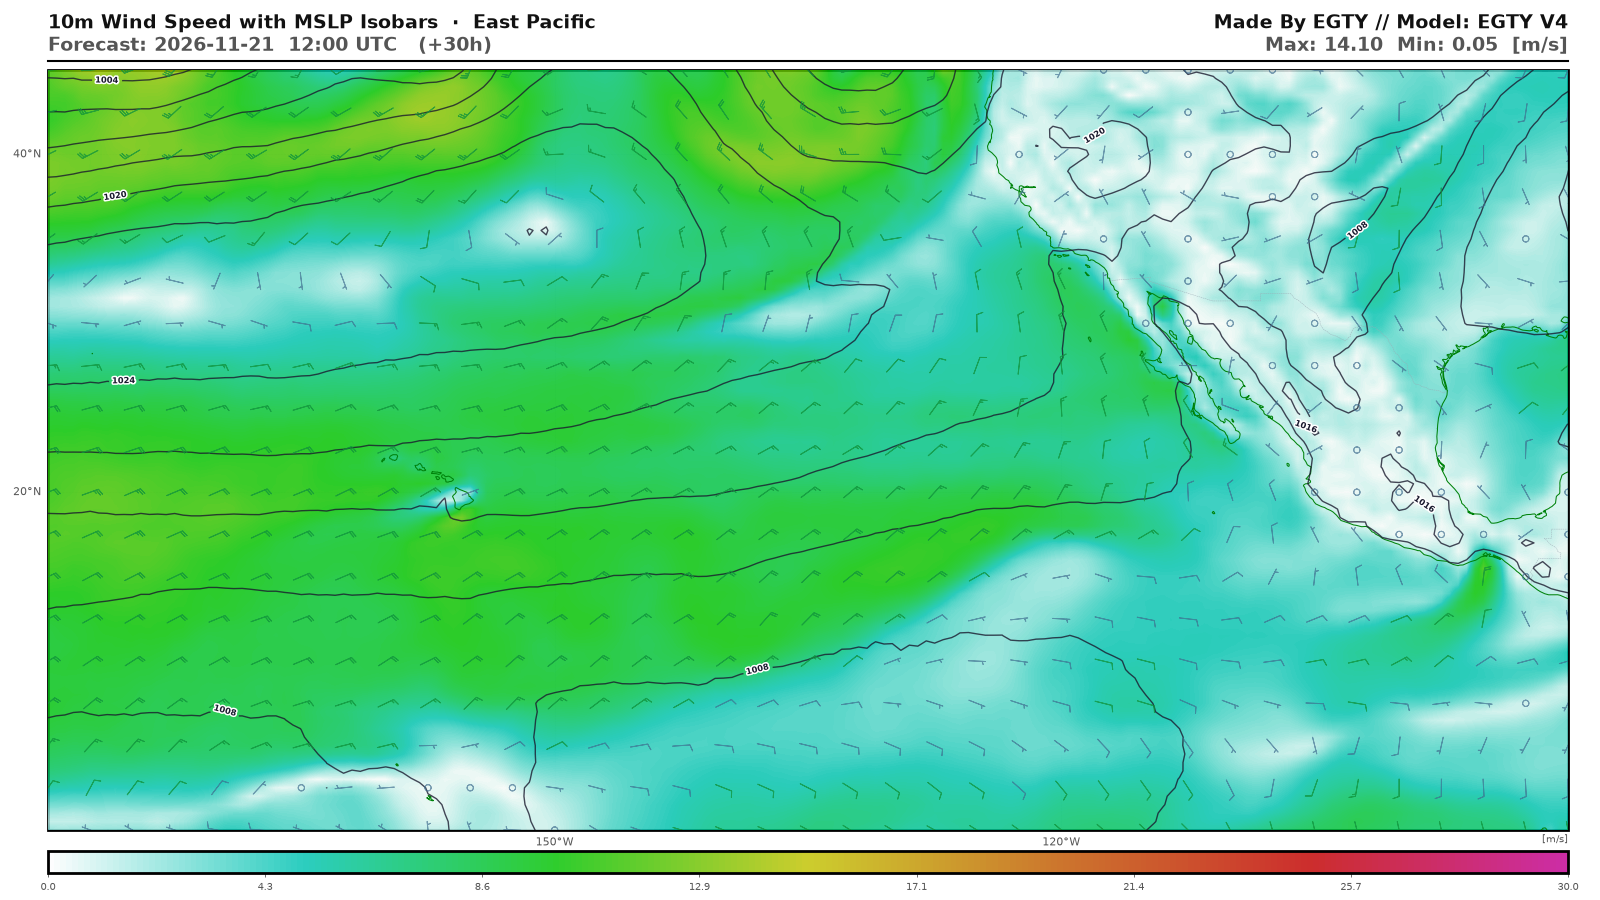 10m Wind Speed with MSLP Isobars · East Pacific
Made By EGTY // Model: EGTY V4
Forecast: 2026-11-21 12:00 UTC (+30h)
Max: 14.10 Min: 0.05 [m/s]
1004
1020
40°N
1020
1008
1024
1016
20°N
1016
1008
1008
150°W
120°W
[m/s]
0.0
4.3
8.6
12.9
17.1
21.4
25.7
30.0